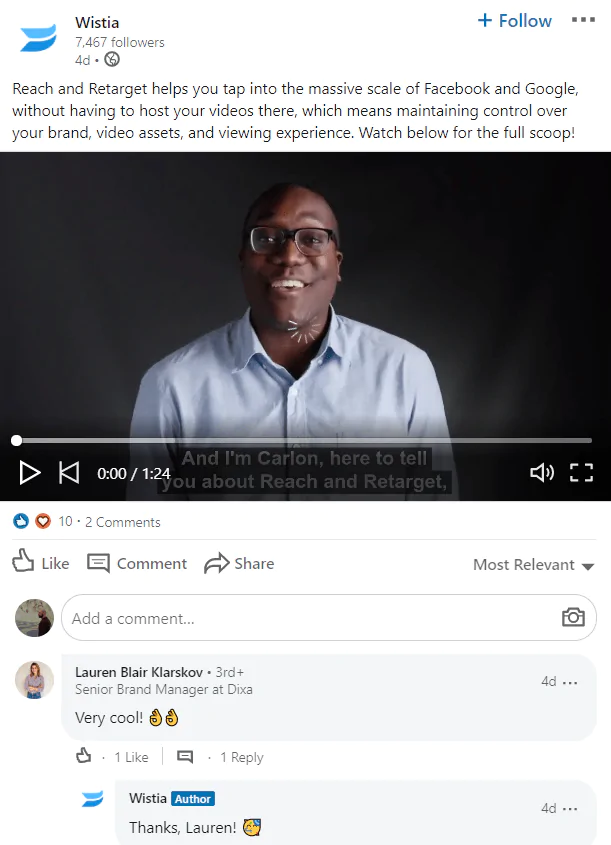 Wistia
+ Follow
7,467 followers
4d •
Reach and Retarget helps you tap into the massive scale of Facebook and Google,
without having to host your videos there, which means maintaining control over
your brand, video assets, and viewing experience. Watch below for the full scoop!
And I'm Carlon, here to tell
you about Reach and Retarget,
0:00 / 1:24
10 · 2 Comments
Like Comment Share Most Relevant
Add a comment...
Lauren Blair Klarskov • 3rd+
Senior Brand Manager at Dixa
4d
Very cool! 👌👌
· 1 Like · 1 Reply
Wistia Author
4d
Thanks, Lauren! 🥳